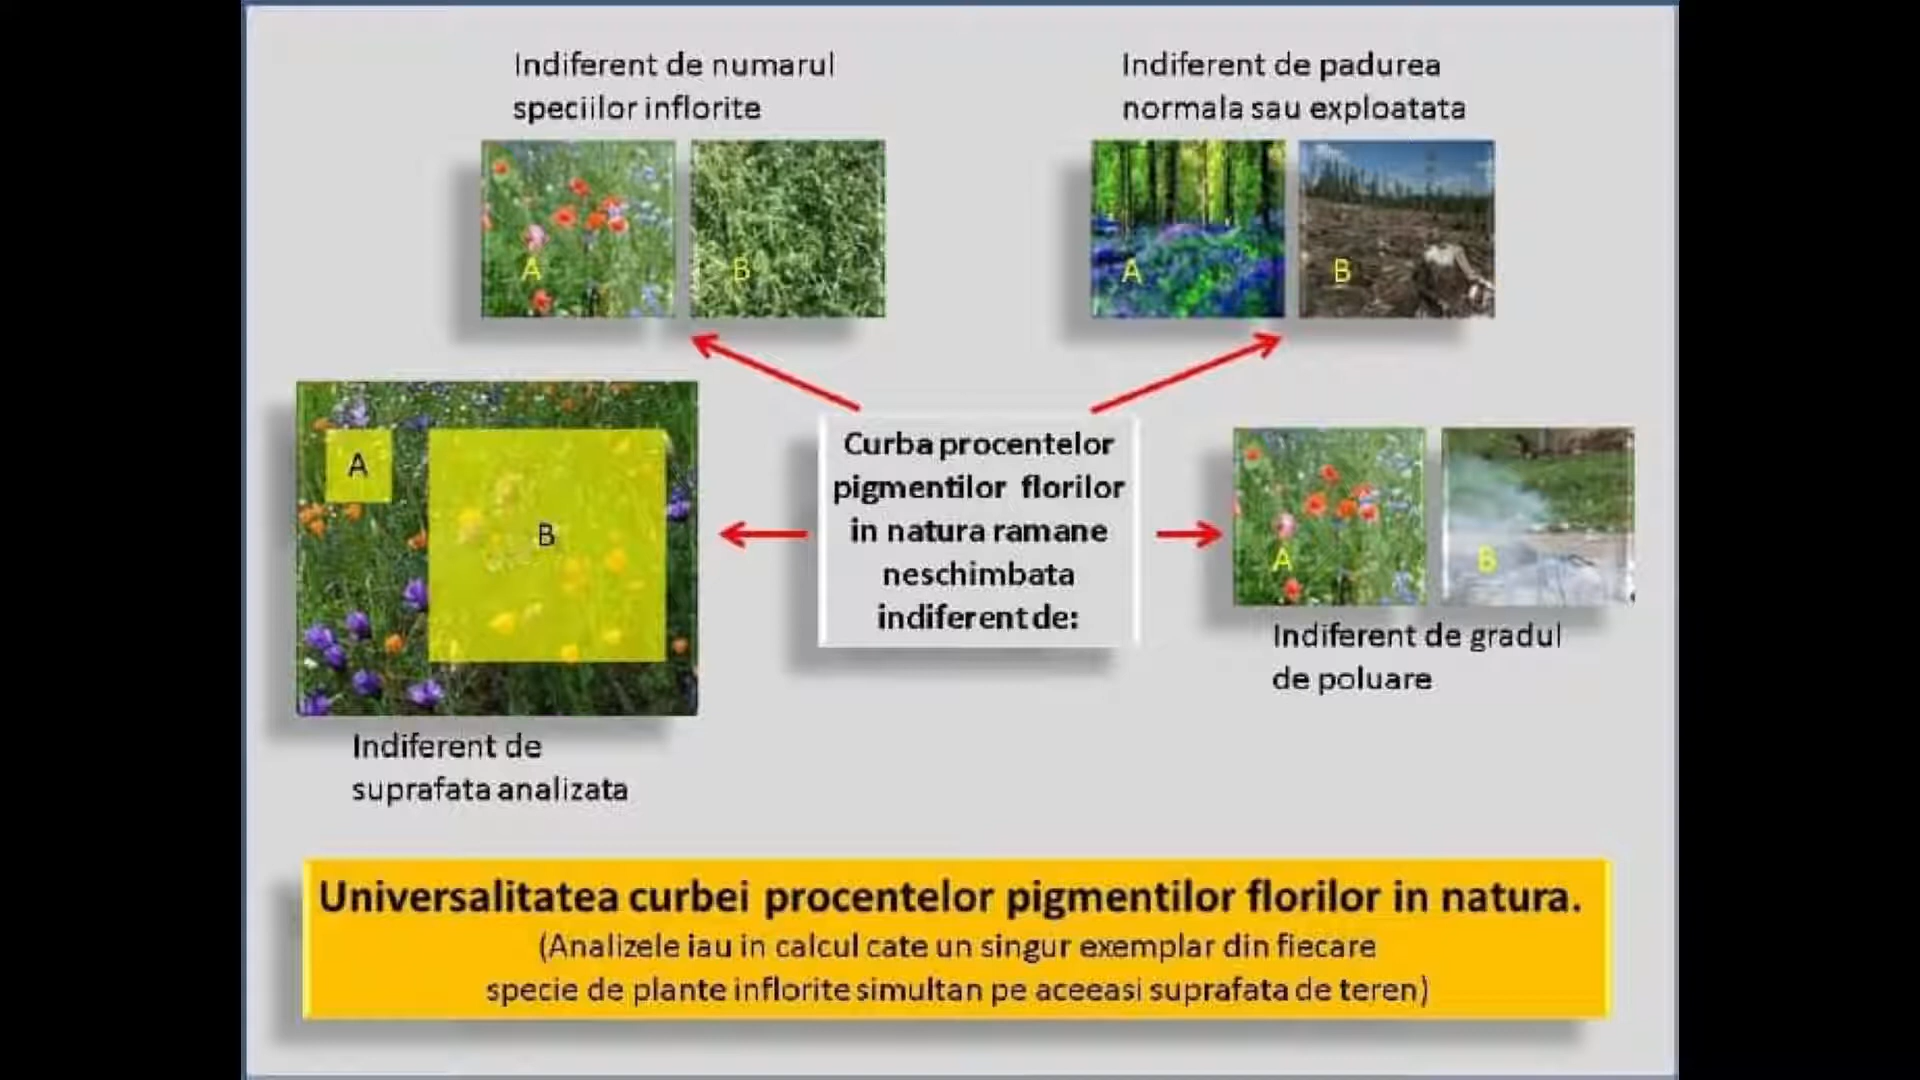 Indiferent de numarul
speciilor inflorite
A
B
Indiferent de padurea
normala sau exploatata
A
B
A
B
Indiferent de
suprafata analizata
Curba procentelor
pigmentilor florilor
in natura ramane
neschimbata
indiferent de:
A
B
Indiferent de gradul
de poluare
Universalitatea curbei procentelor pigmentilor florilor in natura.
(Analizele iau in calcul cate un singur exemplar din fiecare
specie de plante inflorite simultan pe aceeasi suprafata de teren)